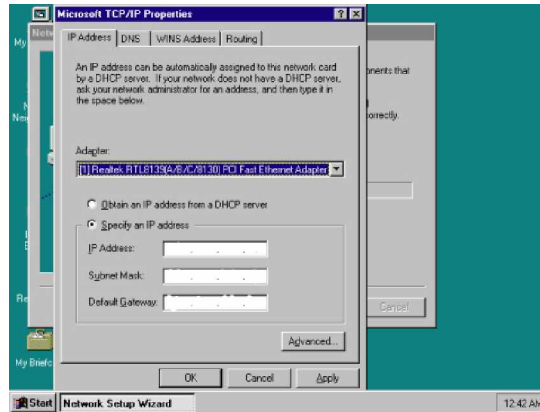 Microsoft TCP/IP Properties
IP Address
DNS
WINS Address
Routing
An IP address can be automatically assigned to this network card
by a DHCP server. If your network does not have a DHCP server,
ask your network administrator for an address, and then type it in
the space below.
Adapter:
[1] Realtek RTL8139(A/B/C/8130) PCI Fast Ethernet Adapter
Obtain an IP address from a DHCP server
Specify an IP address
IP Address:
Subnet Mask:
Default Gateway:
Advanced...
OK
Cancel
Apply
Cancel
My
My Briefc
Start
Network Setup Wizard
12:42 AM